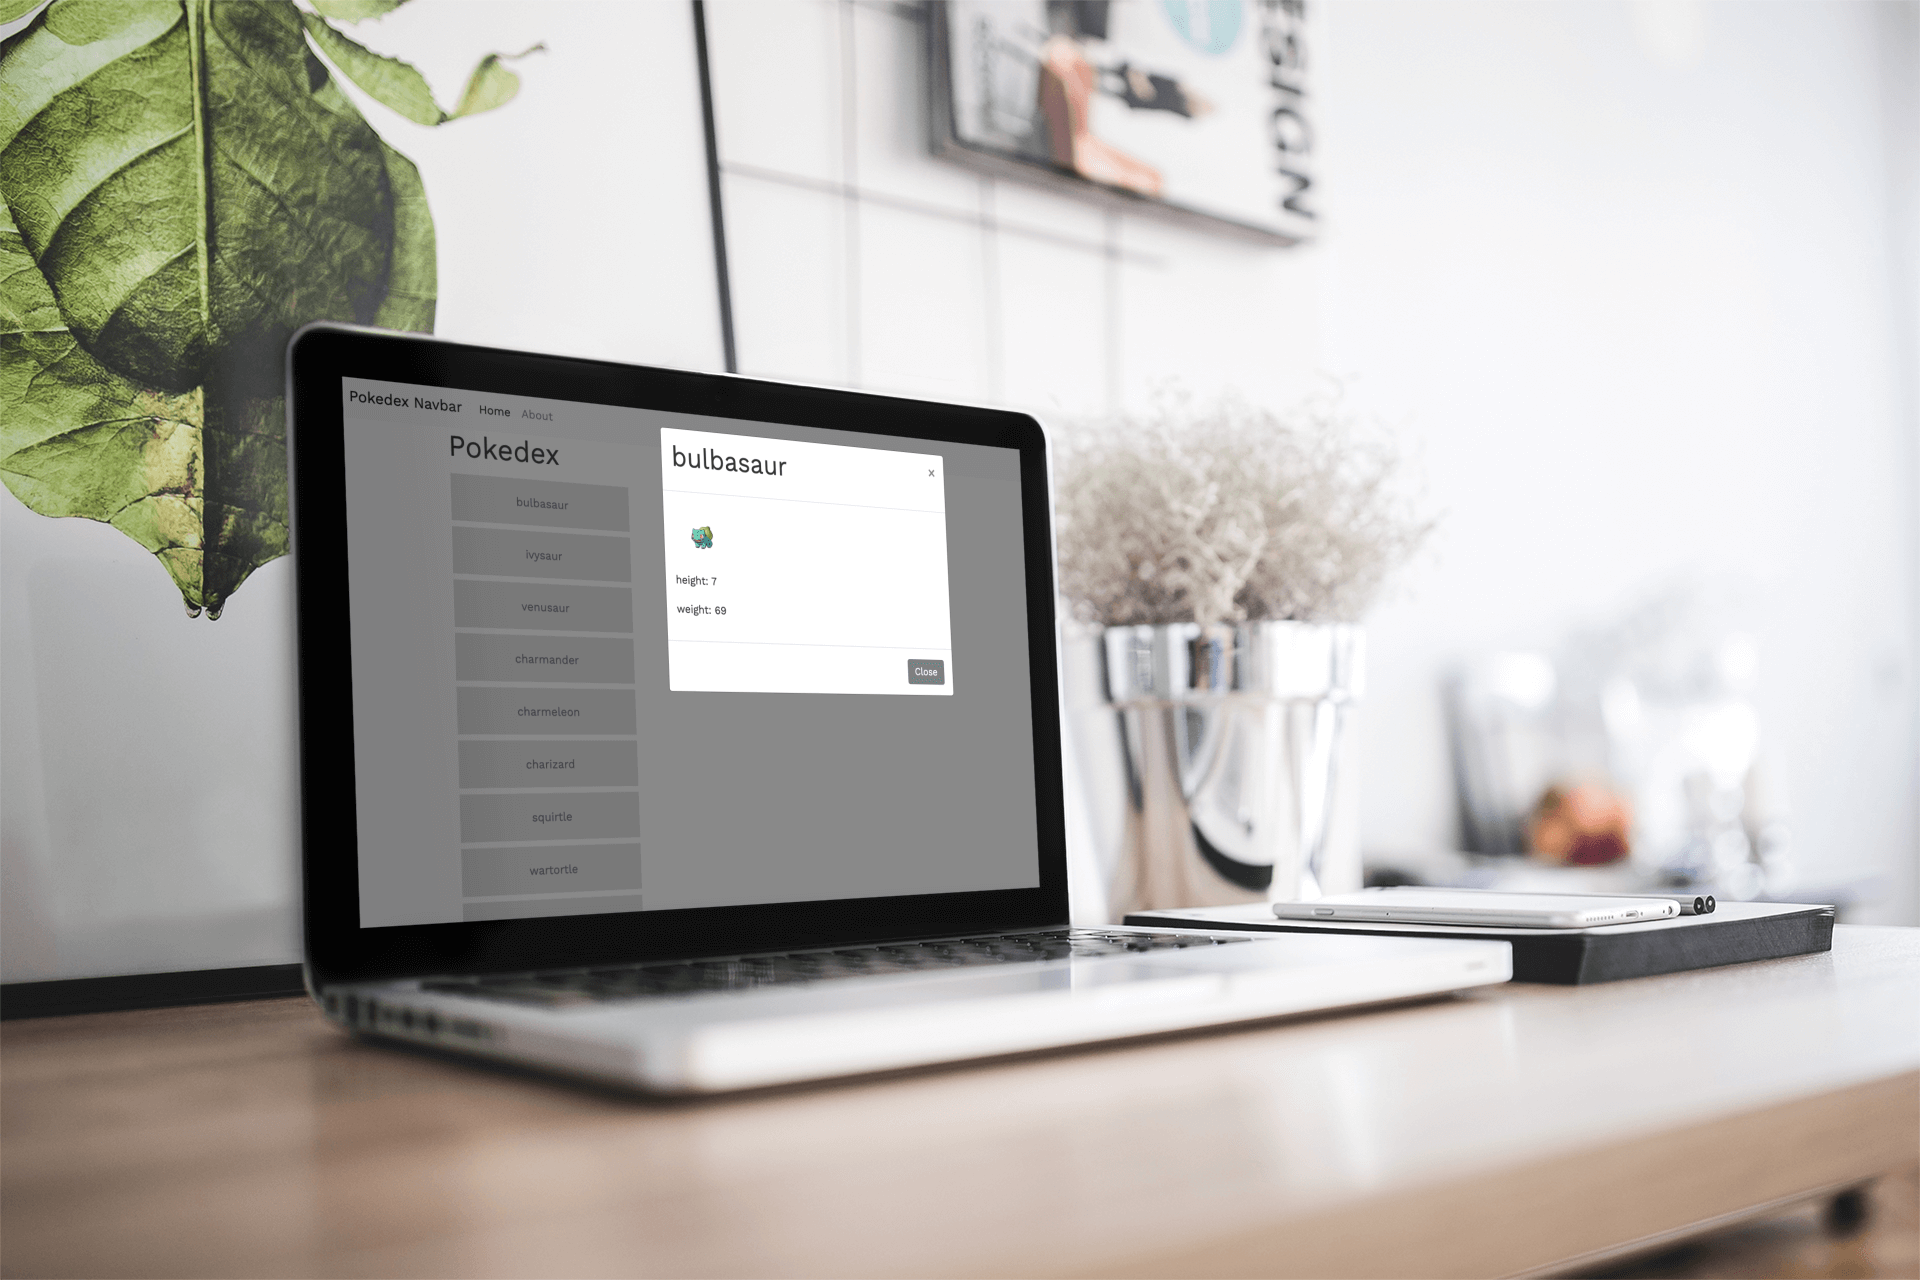 ESIGN
Pokedex Navbar Home About
Pokedex
bulbasaur
ivysaur
venusaur
charmander
charmeleon
charizard
squirtle
wartortle
bulbasaur ×
height: 7
weight: 69
Close